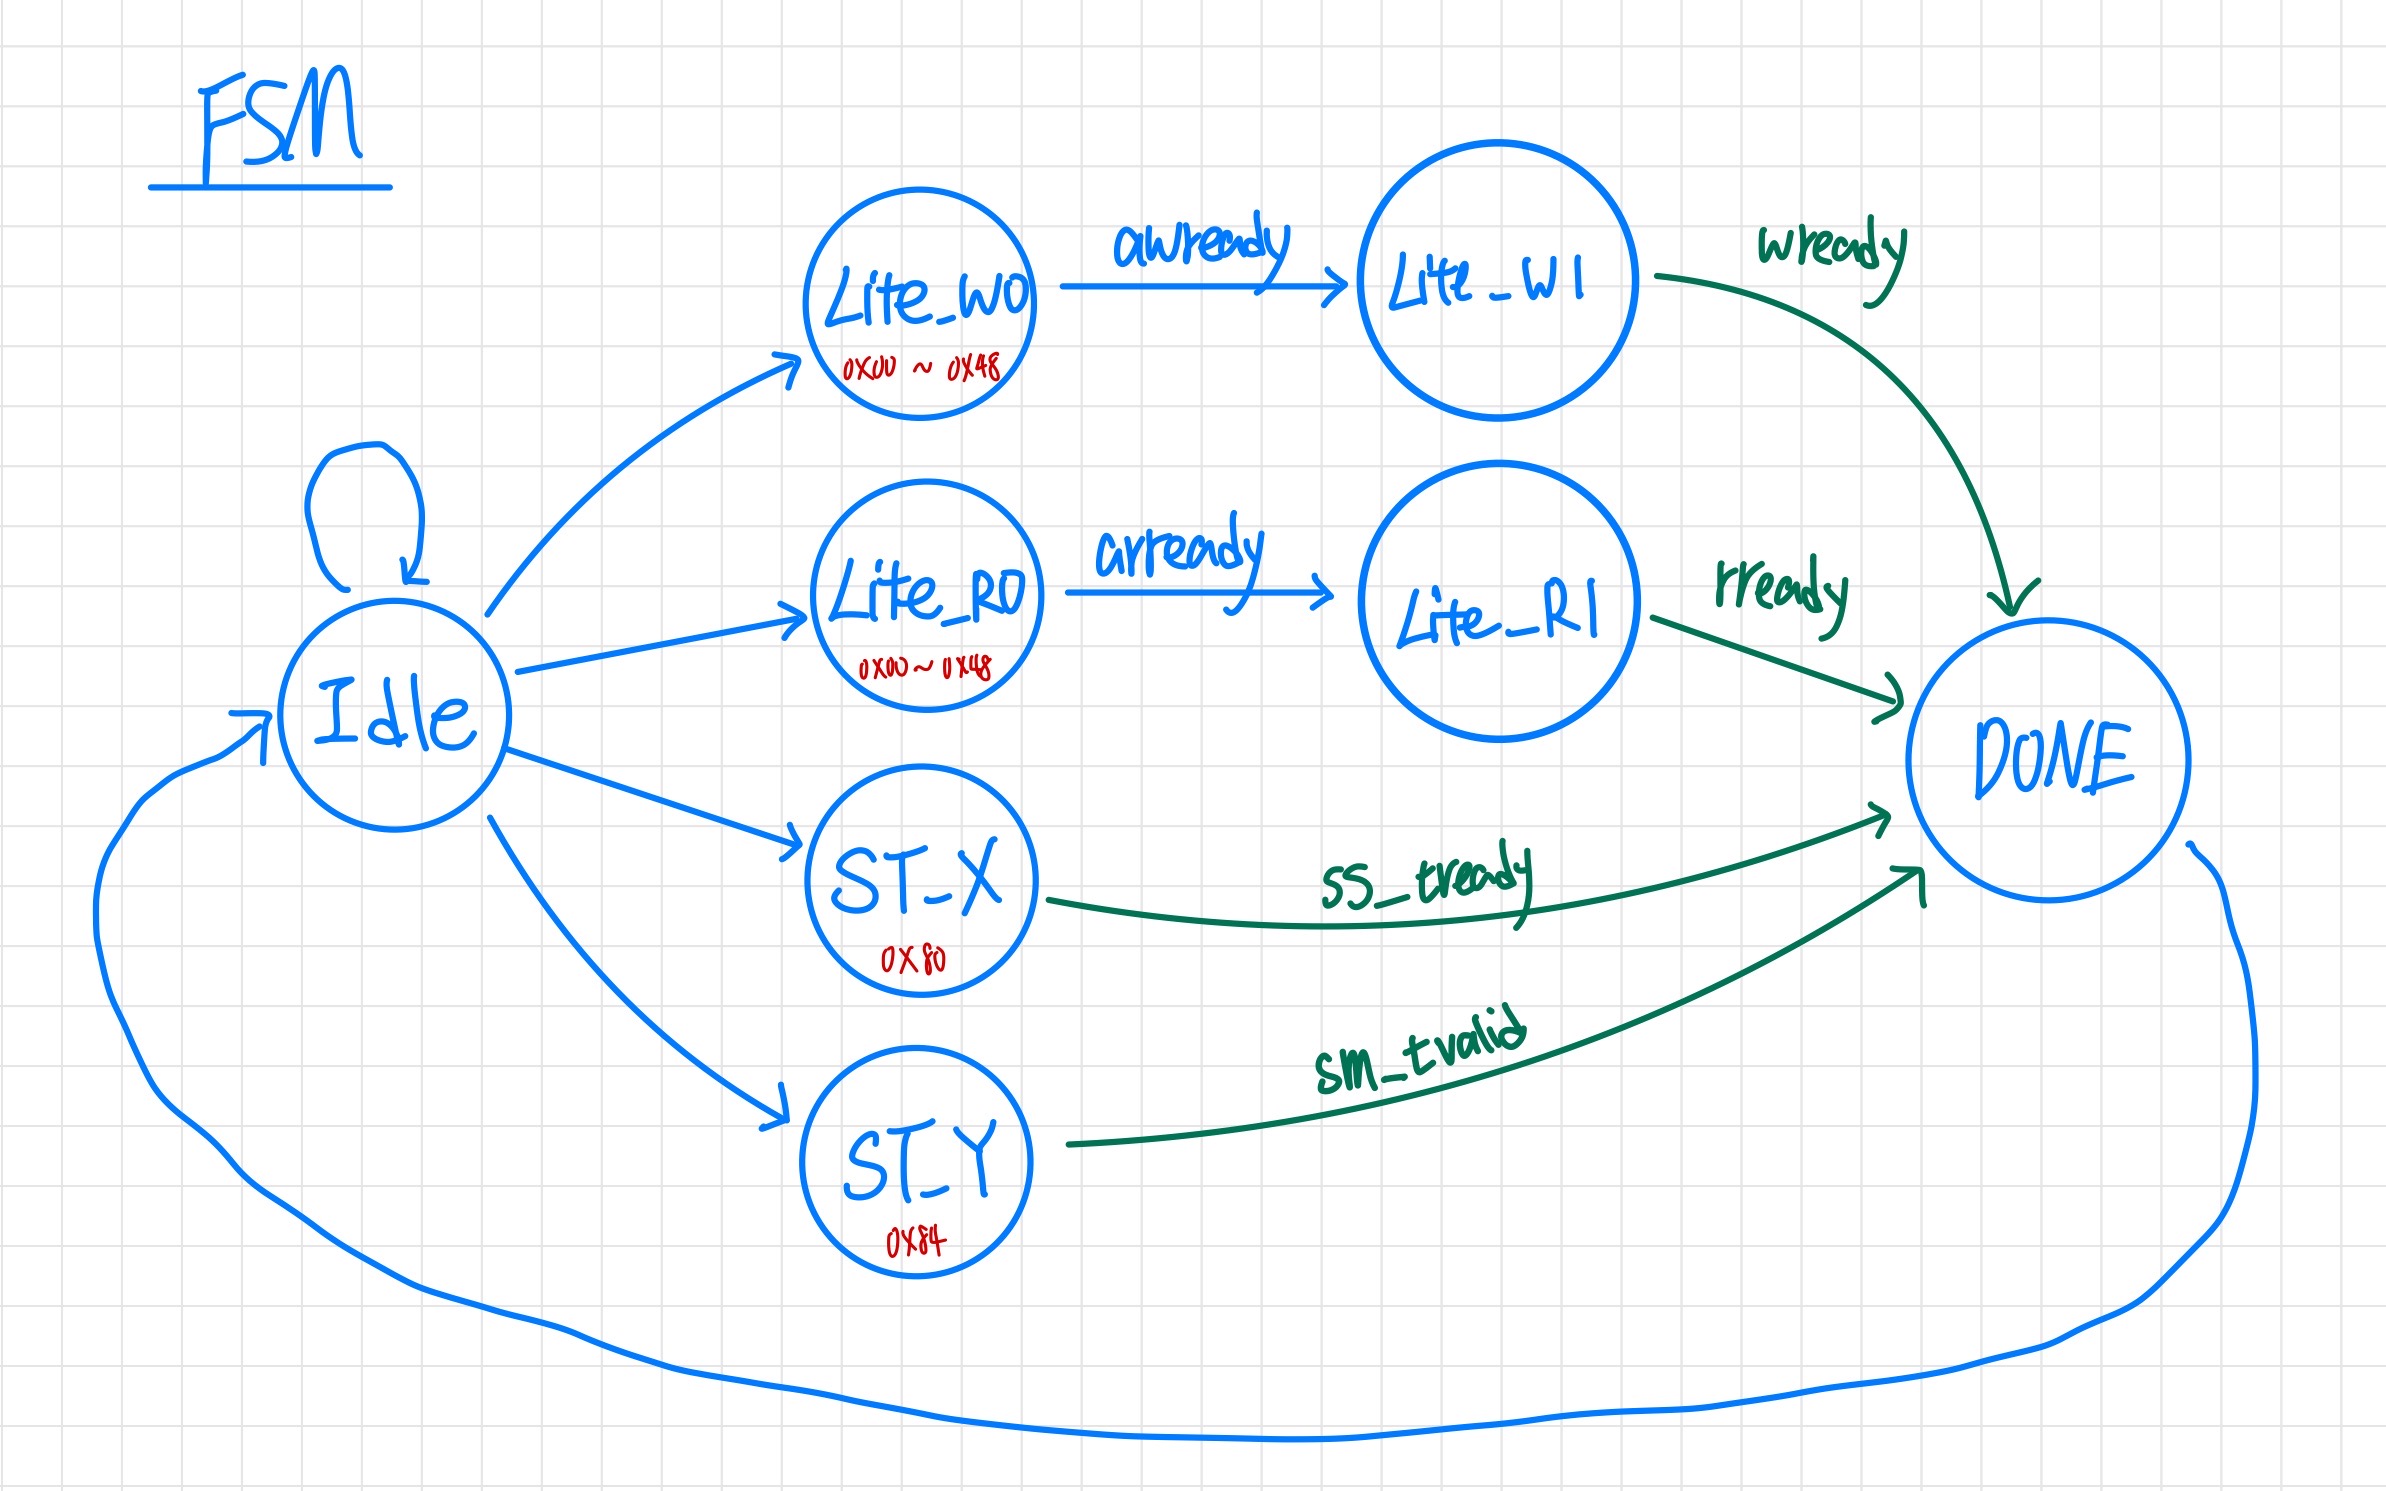 FSM
Lite_W0
0x00 ~ 0x48
awready
Lite_W1
wready
Lite_R0
0x00 ~ 0x48
arready
Lite_R1
rready
Idle
ST_X
0x80
ss_tready
DONE
ST_Y
0x84
sm_tvalid